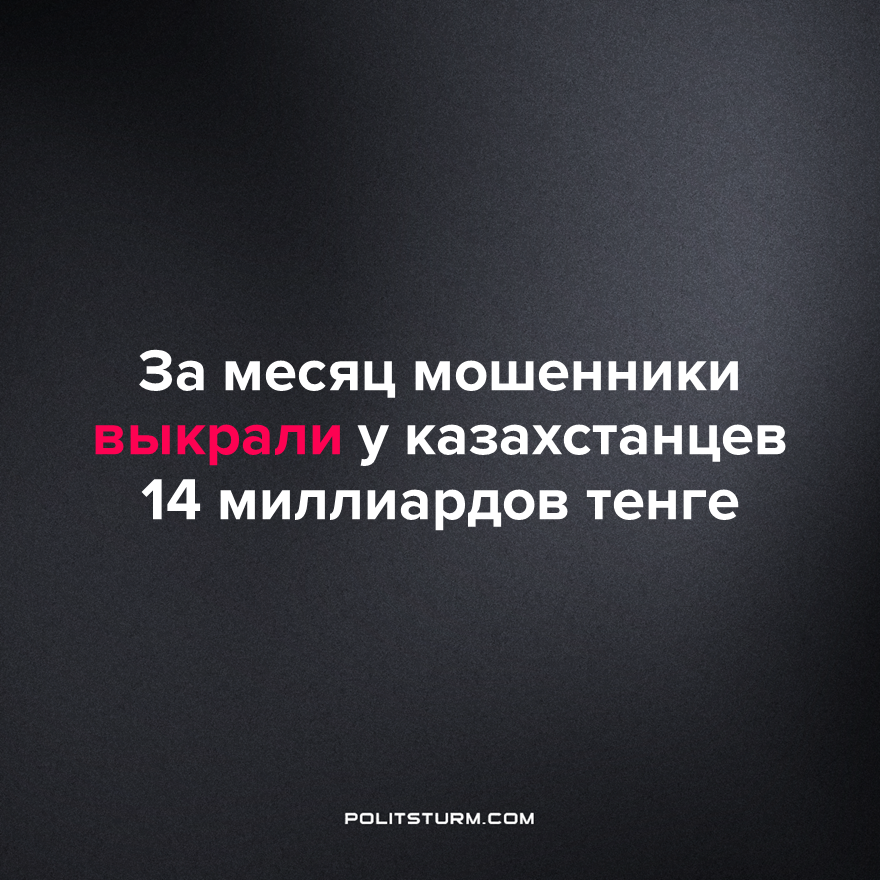 За месяц мошенники
выкрали у казахстанцев
14 миллиардов тенге
POLITSTURM.COM